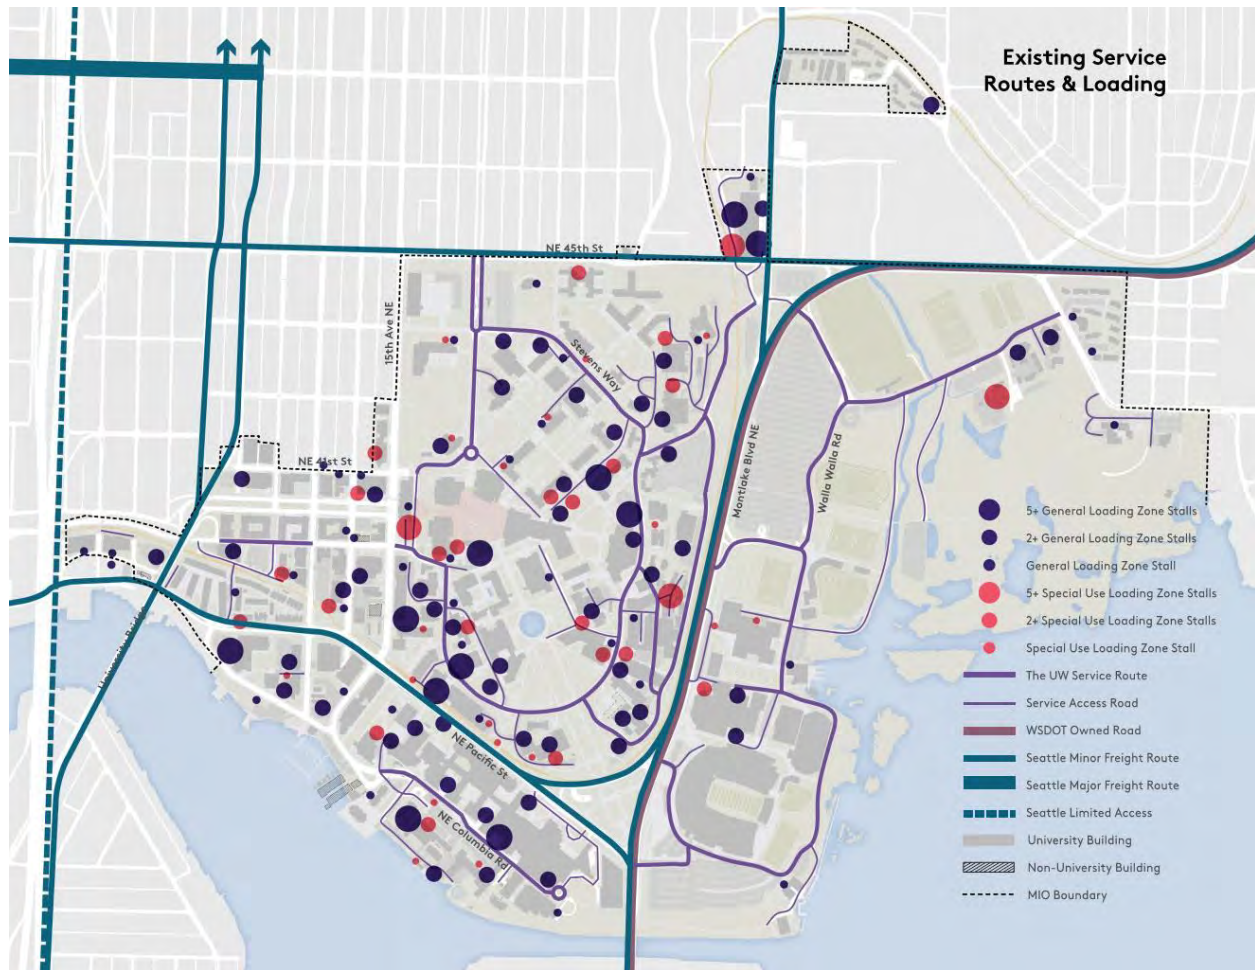 Existing Service
Routes & Loading
NE 45th St
15th Ave NE
Stevens Way
NE 41st St
Montlake Blvd NE
Walla Walla Rd
University Bridge
NE Pacific St
NE Columbia Rd
5+ General Loading Zone Stalls
2+ General Loading Zone Stalls
General Loading Zone Stall
5+ Special Use Loading Zone Stalls
2+ Special Use Loading Zone Stalls
Special Use Loading Zone Stall
The UW Service Route
Service Access Road
WSDOT Owned Road
Seattle Minor Freight Route
Seattle Major Freight Route
Seattle Limited Access
University Building
Non-University Building
MIO Boundary